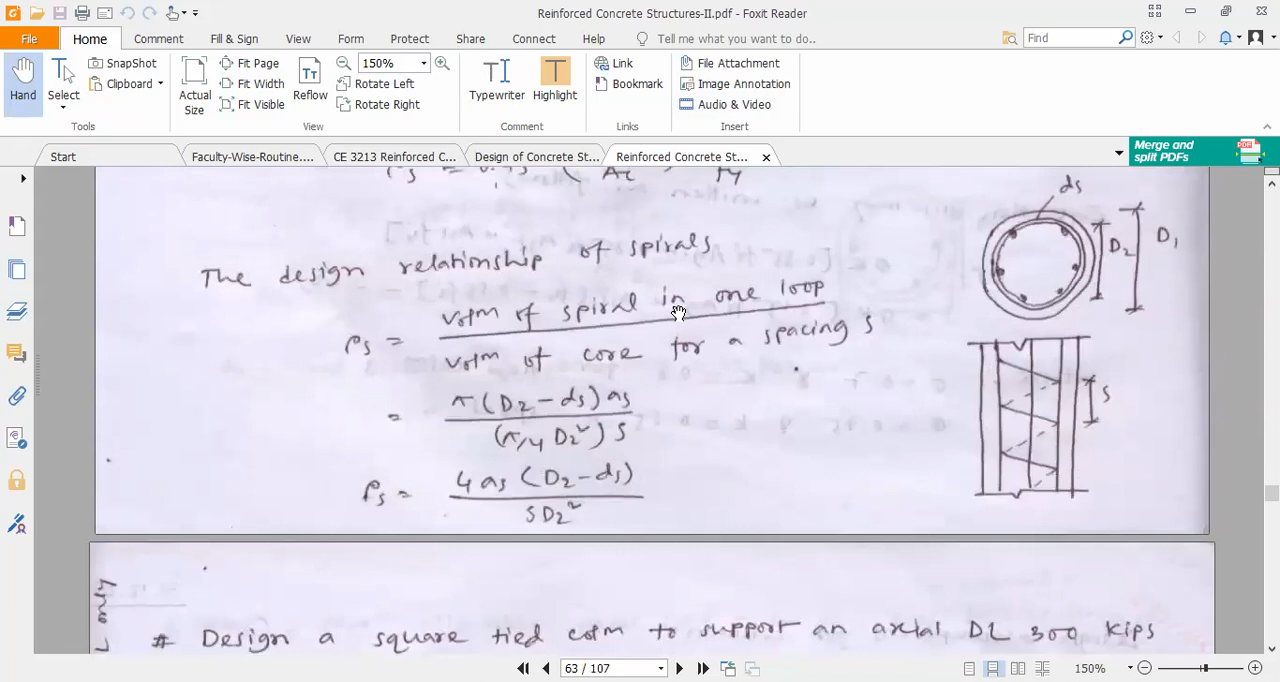 Reinforced Concrete Structures-II.pdf - Foxit Reader
File Home Comment Fill & Sign View Form Protect Share Connect Help Tell me what you want to do.. Find
Hand
Select
SnapShot
Clipboard
Actual Size
Fit Page
Fit Width
Fit Visible
Reflow
150%
Rotate Left
Rotate Right
Typewriter
Highlight
Link
Bookmark
File Attachment
Image Annotation
Audio & Video
Tools View Comment Links Insert
Start Faculty-Wise-Routine.... CE 3213 Reinforced C... Design of Concrete St... Reinforced Concrete St...
Merge and split PDFs
ds
D2 D1
The design relationship of spirals
ρs = volm of spiral in one loop / volm of core for a spacing s
= π(D2 - ds) as / (π/4 D2²) S
ρs = 4 as (D2 - ds) / S D2²
S
only
# Design a square tied colm to support an axial DL 300 kips
63 / 107
150%